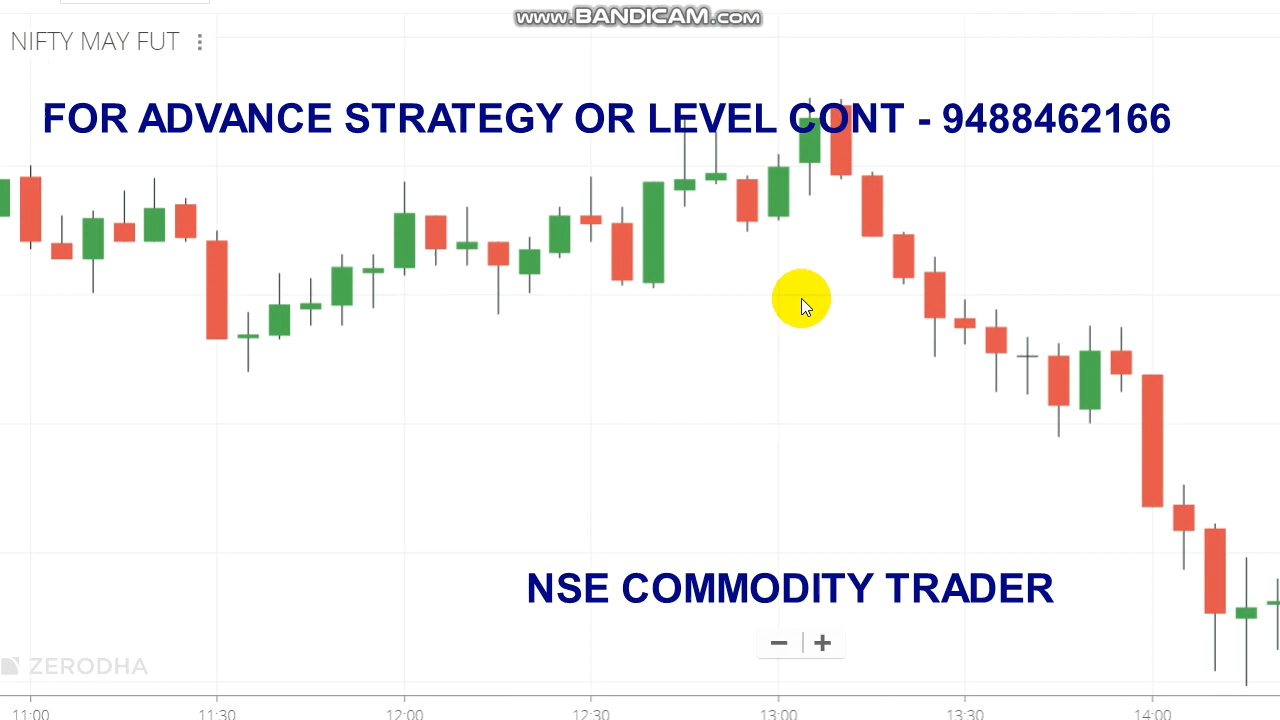 www.BANDICAM.com
NIFTY MAY FUT
FOR ADVANCE STRATEGY OR LEVEL CONT - 9488462166
NSE COMMODITY TRADER
ZERODHA
11:00 11:30 12:00 12:30 13:00 13:30 14:00